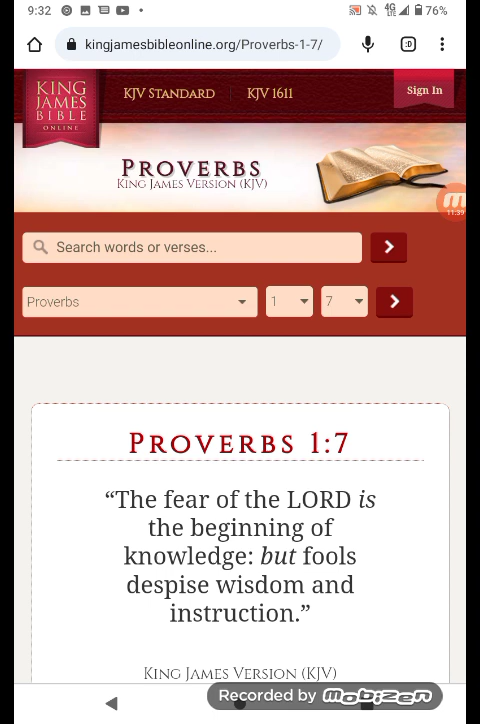 9:32
4G
LTE
76%
kingjamesbibleonline.org/Proverbs-1-7/
:D
KING
JAMES
BIBLE
ONLINE
KJV STANDARD
KJV 1611
Sign In
PROVERBS
KING JAMES VERSION (KJV)
11:39
Search words or verses...
Proverbs
1
7
PROVERBS 1:7
“The fear of the LORD is
the beginning of
knowledge: but fools
despise wisdom and
instruction.”
KING JAMES VERSION (KJV)
Recorded by mobizen